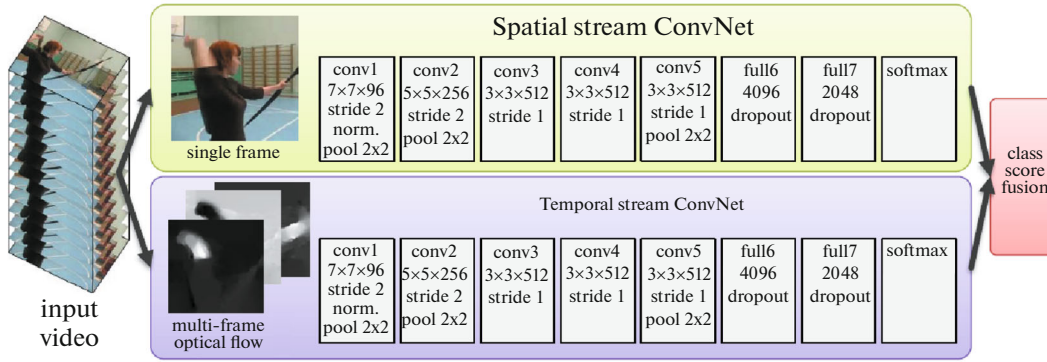 Spatial stream ConvNet
single frame
conv1
7×7×96
stride 2
norm.
pool 2x2
conv2
5×5×256
stride 2
pool 2x2
conv3
3×3×512
stride 1
conv4
3×3×512
stride 1
conv5
3×3×512
stride 1
pool 2x2
full6
4096
dropout
full7
2048
dropout
softmax
input
video
Temporal stream ConvNet
multi-frame
optical flow
conv1
7×7×96
stride 2
norm.
pool 2x2
conv2
5×5×256
stride 2
pool 2x2
conv3
3×3×512
stride 1
conv4
3×3×512
stride 1
conv5
3×3×512
stride 1
pool 2x2
full6
4096
dropout
full7
2048
dropout
softmax
class
score
fusion